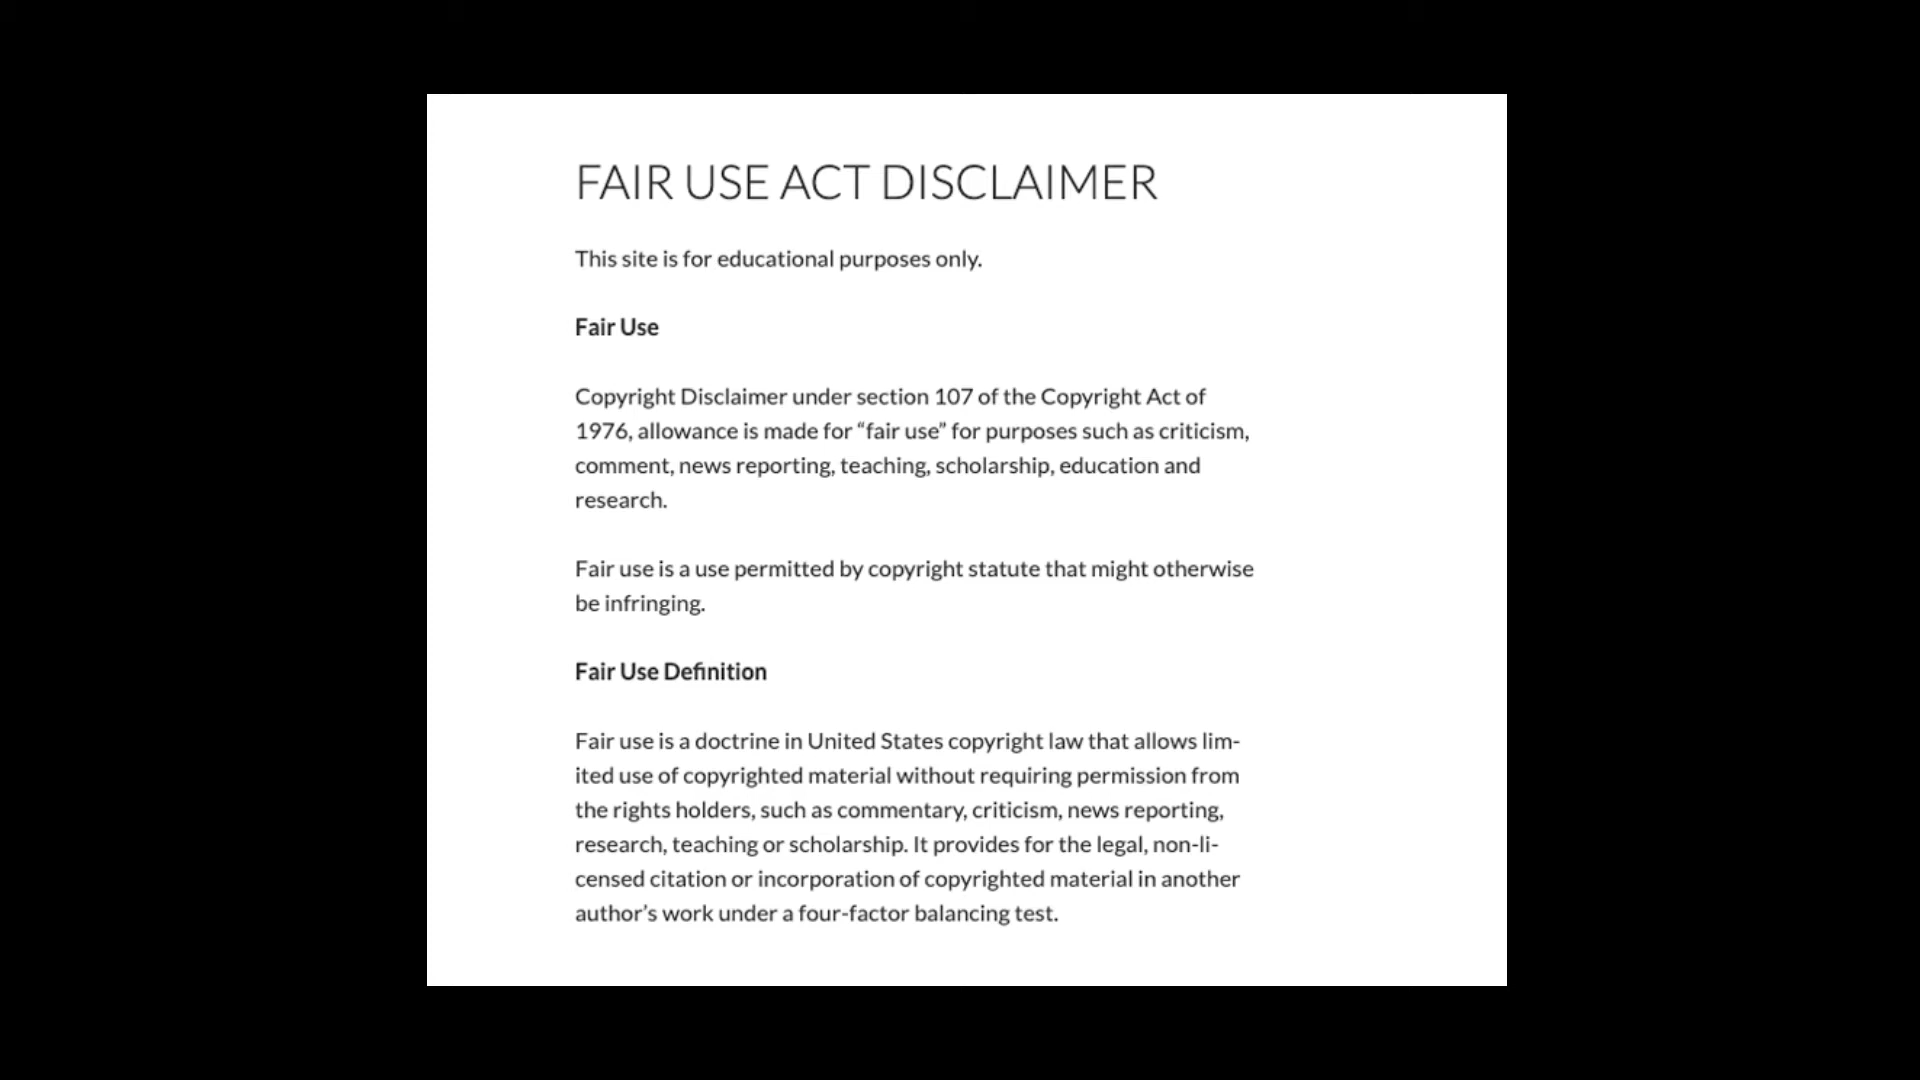 FAIR USE ACT DISCLAIMER
This site is for educational purposes only.
Fair Use
Copyright Disclaimer under section 107 of the Copyright Act of
1976, allowance is made for “fair use” for purposes such as criticism,
comment, news reporting, teaching, scholarship, education and
research.
Fair use is a use permitted by copyright statute that might otherwise
be infringing.
Fair Use Definition
Fair use is a doctrine in United States copyright law that allows lim-
ited use of copyrighted material without requiring permission from
the rights holders, such as commentary, criticism, news reporting,
research, teaching or scholarship. It provides for the legal, non-li-
censed citation or incorporation of copyrighted material in another
author’s work under a four-factor balancing test.